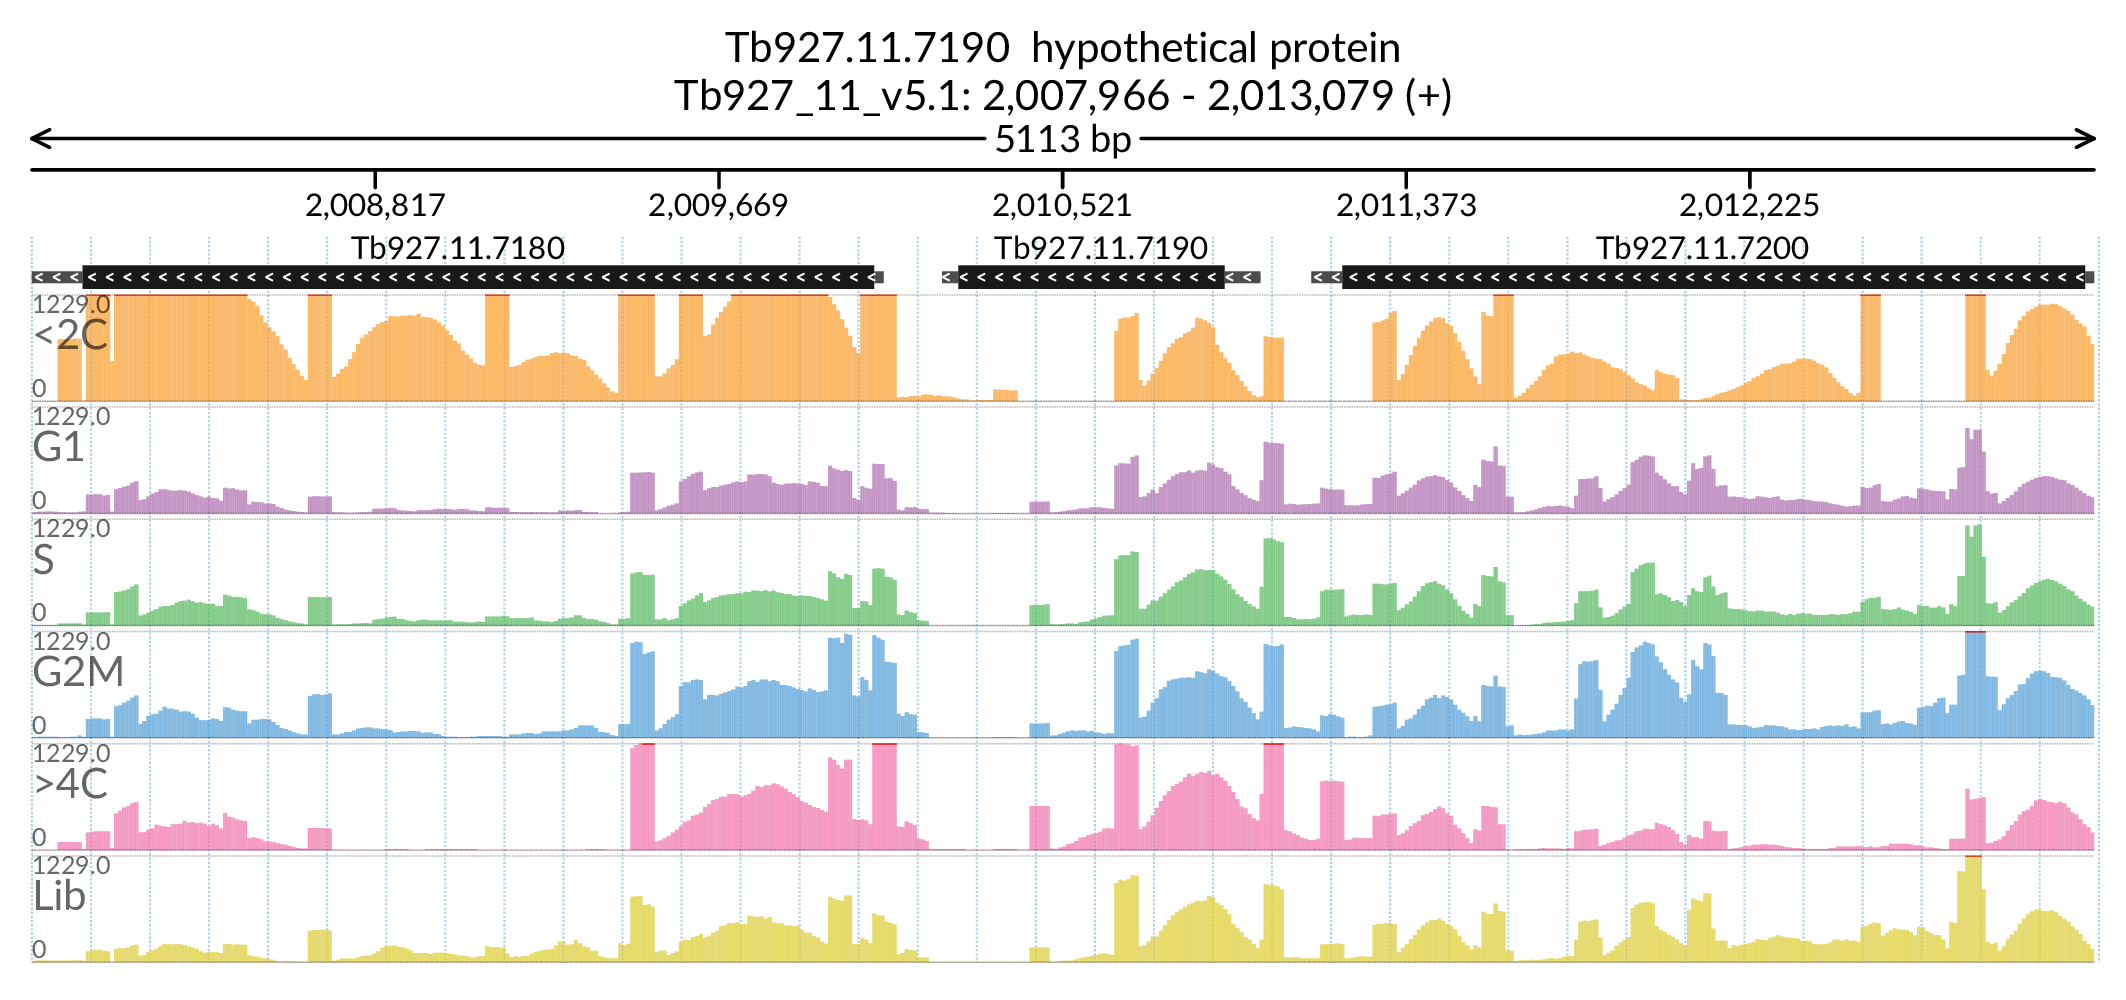 Tb927.11.7190 hypothetical protein
Tb927_11_v5.1: 2,007,966 - 2,013,079 (+)
5113 bp
2,008,817 2,009,669 2,010,521 2,011,373 2,012,225
Tb927.11.7180 Tb927.11.7190 Tb927.11.7200
1229.0
<2C
0
1229.0
G1
0
1229.0
S
0
1229.0
G2M
0
1229.0
>4C
0
1229.0
Lib
0